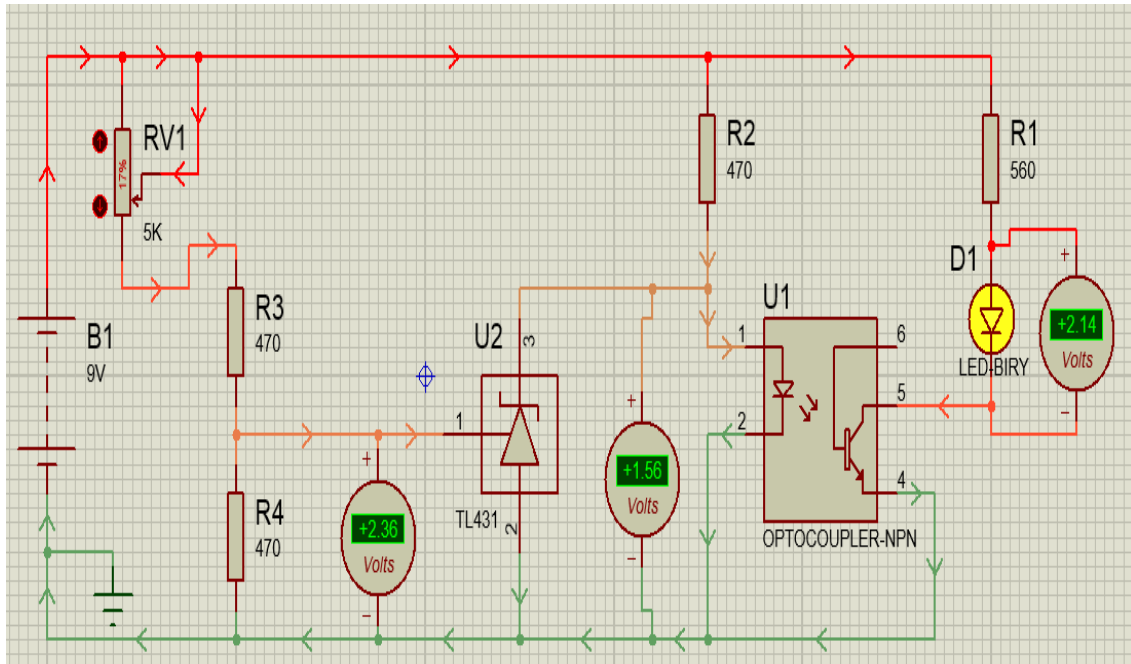 RV1
17%
5K
B1
9V
R3
470
R4
470
+2.36
Volts
U2
3
1
2
TL431
+1.56
Volts
+
-
R2
470
U1
1
2
6
5
4
OPTOCOUPLER-NPN
R1
560
D1
LED-BIRY
+2.14
Volts
+
-
+
-